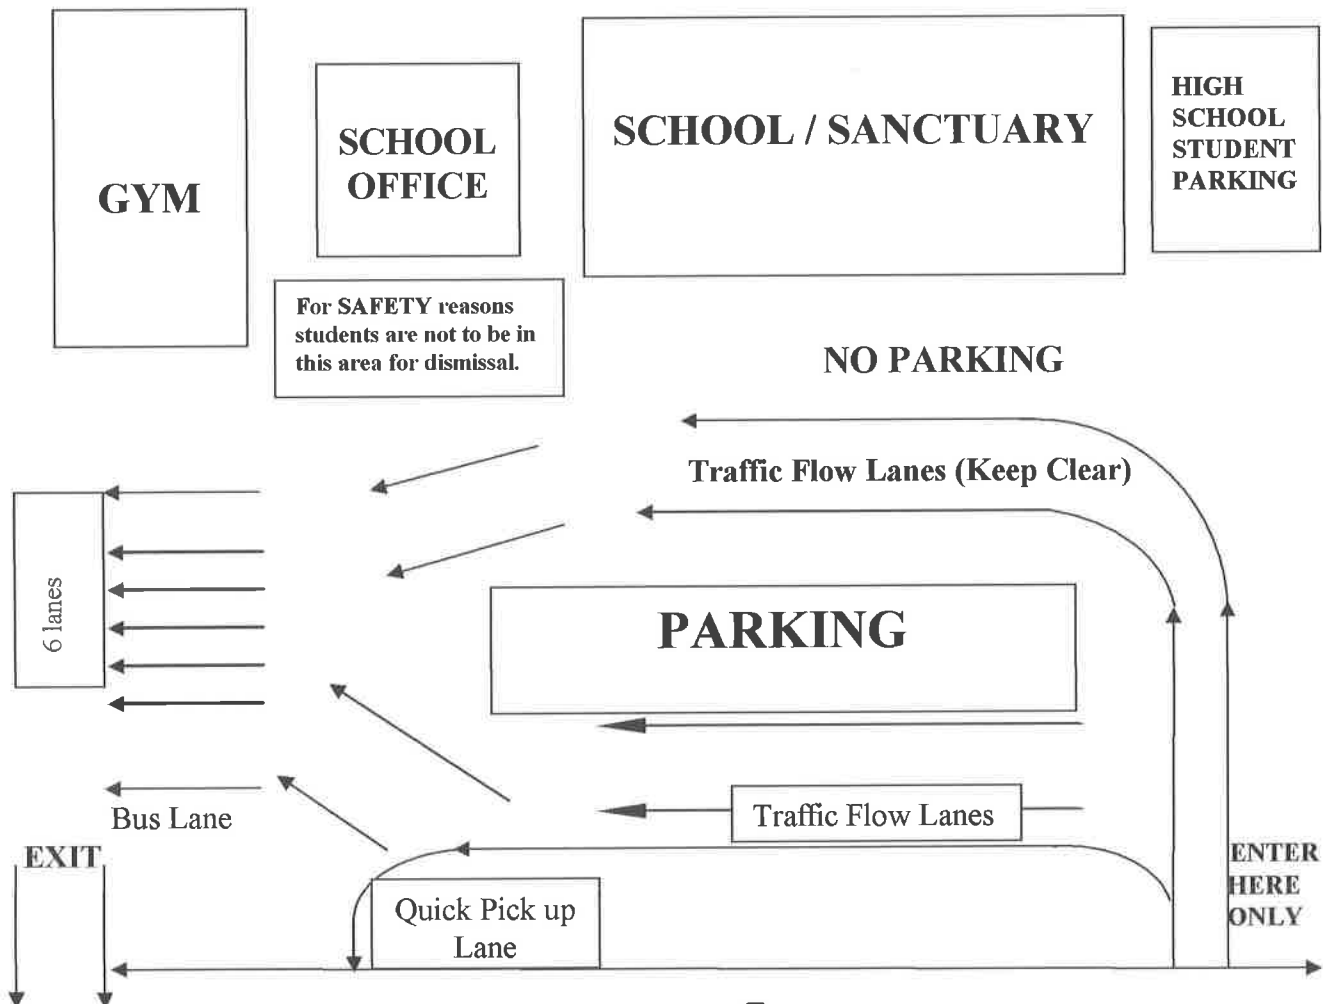 GYM
SCHOOL
OFFICE
SCHOOL / SANCTUARY
HIGH
SCHOOL
STUDENT
PARKING
For SAFETY reasons
students are not to be in
this area for dismissal.
NO PARKING
Traffic Flow Lanes (Keep Clear)
6 lanes
PARKING
Traffic Flow Lanes
Bus Lane
EXIT
Quick Pick up
Lane
ENTER
HERE
ONLY